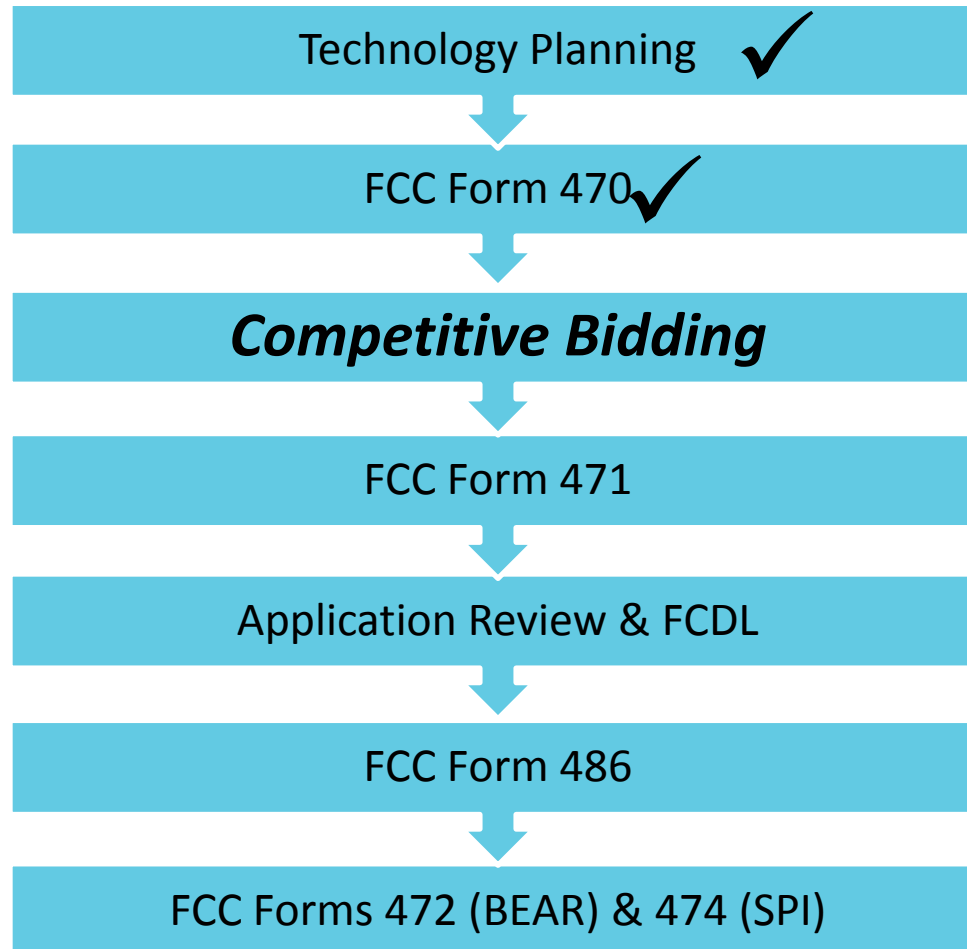 Technology Planning
FCC Form 470
Competitive Bidding
FCC Form 471
Application Review & FCDL
FCC Form 486
FCC Forms 472 (BEAR) & 474 (SPI)